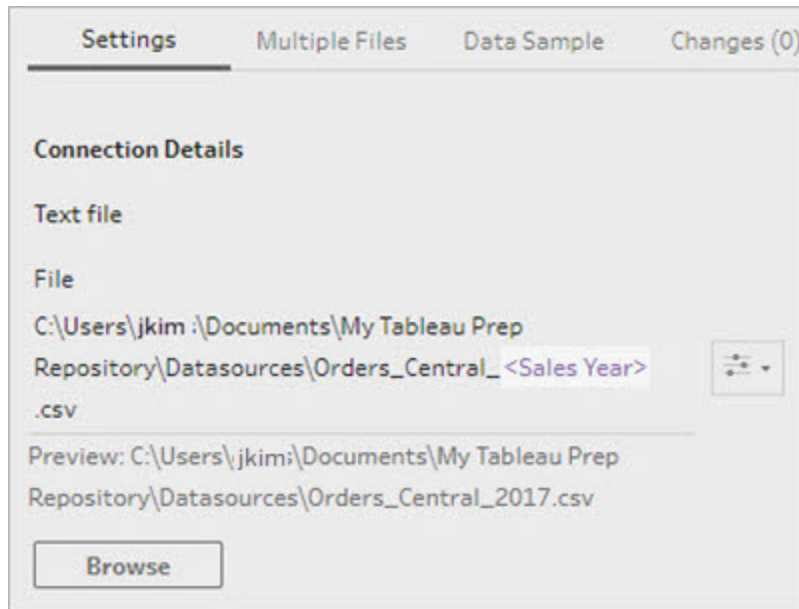 Settings Multiple Files Data Sample Changes (0)
Connection Details
Text file
File
C:\Users\jkim :\Documents\My Tableau Prep
Repository\Datasources\Orders_Central_<Sales Year>
.csv
Preview: C:\Users\jkim;\Documents\My Tableau Prep
Repository\Datasources\Orders_Central_2017.csv
Browse